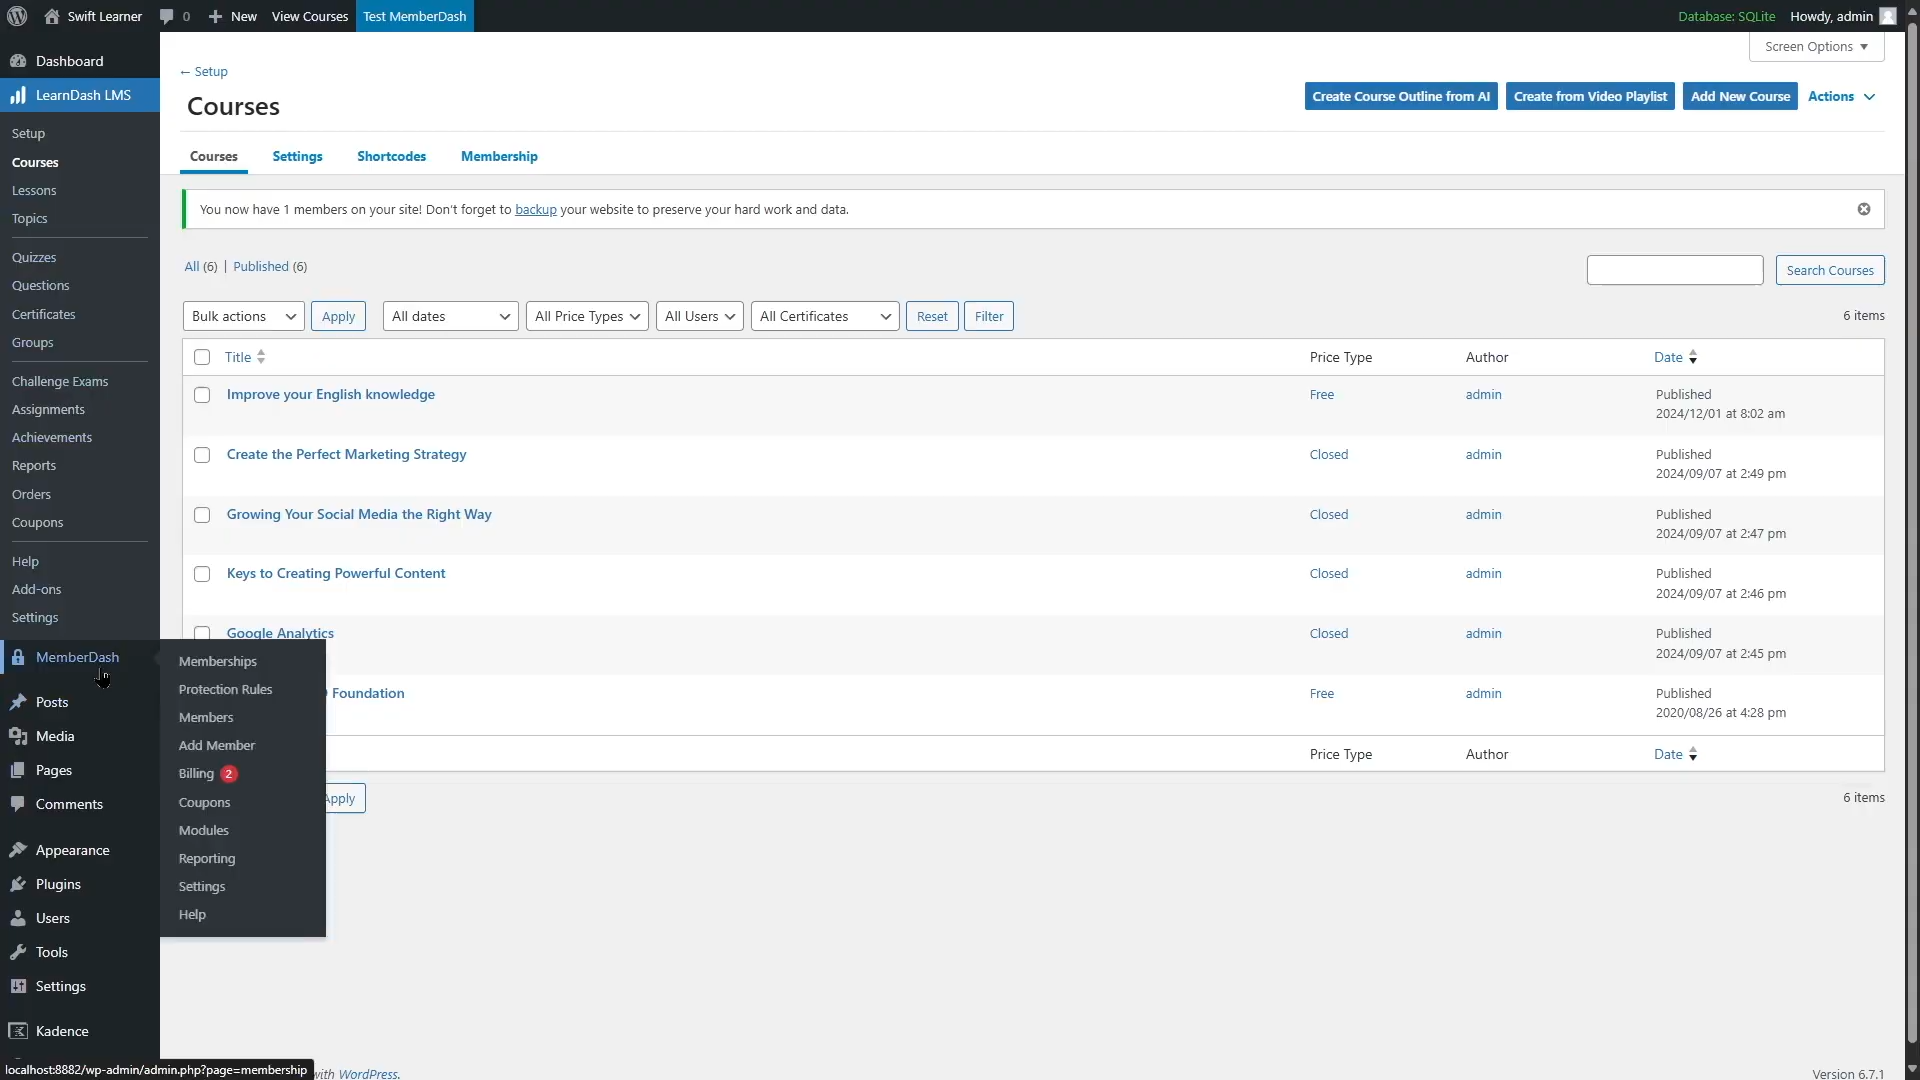 Swift Learner
0
New
View Courses
Test MemberDash
Database: SQLite
Howdy, admin
Dashboard
LearnDash LMS
Setup
Courses
Lessons
Topics
Quizzes
Questions
Certificates
Groups
Challenge Exams
Assignments
Achievements
Reports
Orders
Coupons
Help
Add-ons
Settings
MemberDash
Posts
Media
Pages
Comments
Appearance
Plugins
Users
Tools
Settings
Kadence
Memberships
Protection Rules
Members
Add Member
Billing 2
Coupons
Modules
Reporting
Settings
Help
Screen Options
← Setup
Courses
Create Course Outline from AI
Create from Video Playlist
Add New Course
Actions
Courses
Settings
Shortcodes
Membership
You now have 1 members on your site! Don't forget to backup your website to preserve your hard work and data.
All (6) | Published (6)
Search Courses
Bulk actions
Apply
All dates
All Price Types
All Users
All Certificates
Reset
Filter
6 items
Title
Price Type
Author
Date
Improve your English knowledge
Free
admin
Published
2024/12/01 at 8:02 am
Create the Perfect Marketing Strategy
Closed
admin
Published
2024/09/07 at 2:49 pm
Growing Your Social Media the Right Way
Closed
admin
Published
2024/09/07 at 2:47 pm
Keys to Creating Powerful Content
Closed
admin
Published
2024/09/07 at 2:46 pm
Google Analytics
Closed
admin
Published
2024/09/07 at 2:45 pm
Foundation
Free
admin
Published
2020/08/26 at 4:28 pm
Price Type
Author
Date
Apply
6 items
localhost:8882/wp-admin/admin.php?page=membership
with WordPress.
Version 6.7.1